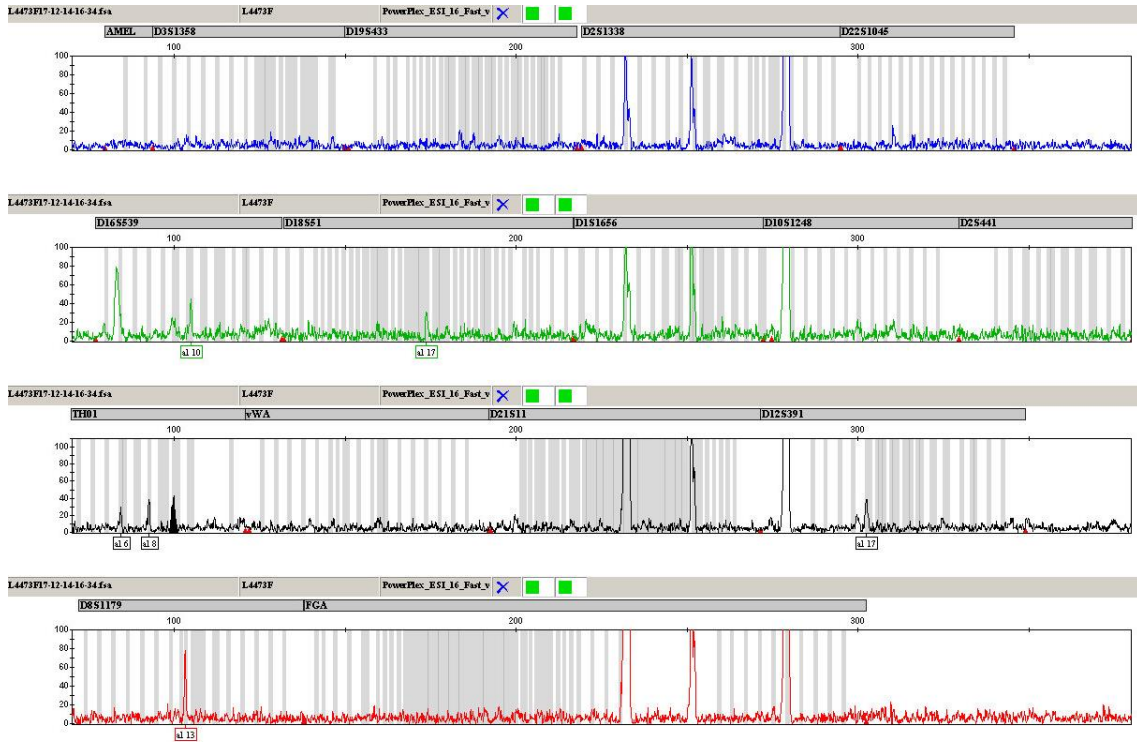 L4473F17-12-14-16-34.fsa L4473F PowerPlex_ESI_16_Fast_v
AMEL D3S1358 D19S433 D2S1338 D22S1045
100 200 300
100
80
60
40
20
0
L4473F17-12-14-16-34.fsa L4473F PowerPlex_ESI_16_Fast_v
D16S539 D18S51 D1S1656 D10S1248 D2S441
100 200 300
100
80
60
40
20
0
al 10 al 17
L4473F17-12-14-16-34.fsa L4473F PowerPlex_ESI_16_Fast_v
TH01 vWA D21S11 D12S391
100 200 300
100
80
60
40
20
0
al 6 al 8 al 17
L4473F17-12-14-16-34.fsa L4473F PowerPlex_ESI_16_Fast_v
D8S1179 FGA
100 200 300
100
80
60
40
20
0
al 13